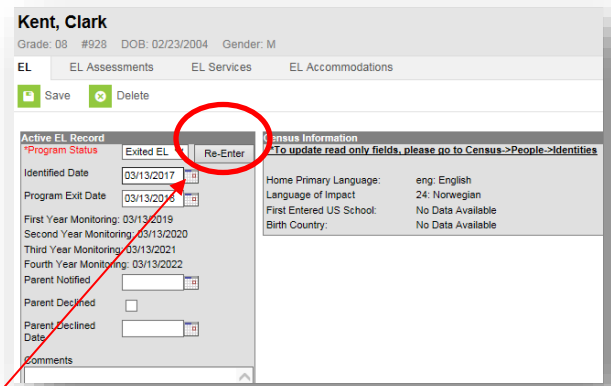 Kent, Clark
Grade: 08 #928 DOB: 02/23/2004 Gender: M
EL EL Assessments EL Services EL Accommodations
Save Delete
Active EL Record
*Program Status Exited EL Re-Enter
Identified Date 03/13/2017
Program Exit Date 03/13/2018
First Year Monitoring: 03/13/2019
Second Year Monitoring: 03/13/2020
Third Year Monitoring: 03/13/2021
Fourth Year Monitoring: 03/13/2022
Parent Notified
Parent Declined
Parent Declined
Date
Comments
Census Information
**To update read only fields, please go to Census->People->Identities
Home Primary Language: eng: English
Language of Impact 24: Norwegian
First Entered US School: No Data Available
Birth Country: No Data Available